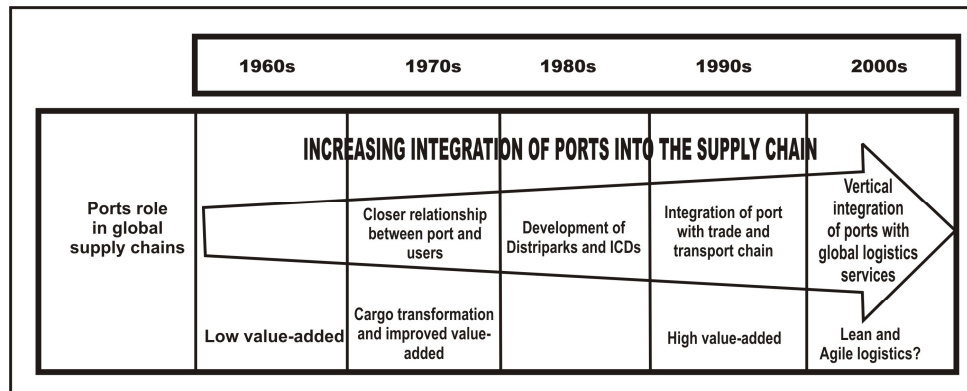 1960s 1970s 1980s 1990s 2000s
INCREASING INTEGRATION OF PORTS INTO THE SUPPLY CHAIN
Ports role
in global
supply chains
Closer relationship
between port and
users
Development of
Distriparks and ICDs
Integration of port
with trade and
transport chain
Vertical
integration
of ports with
global logistics
services
Low value-added
Cargo transformation
and improved value-
added
High value-added
Lean and
Agile logistics?